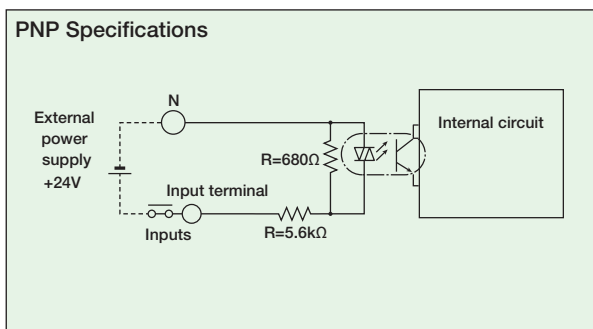 PNP Specifications
N
External
power
supply
+24V
Internal circuit
R=680Ω
Input terminal
Inputs
R=5.6kΩ